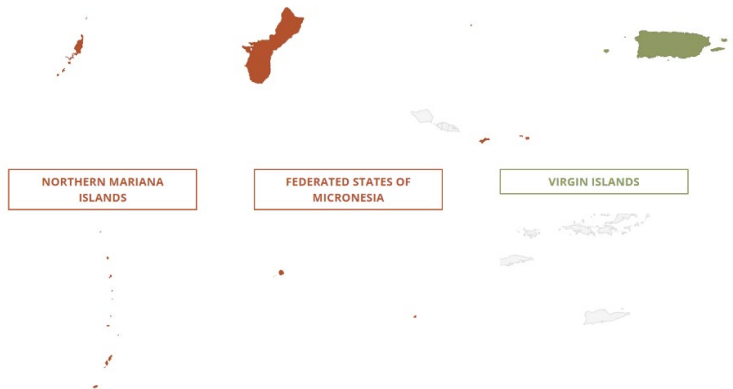 NORTHERN MARIANA
ISLANDS
FEDERATED STATES OF
MICRONESIA
VIRGIN ISLANDS